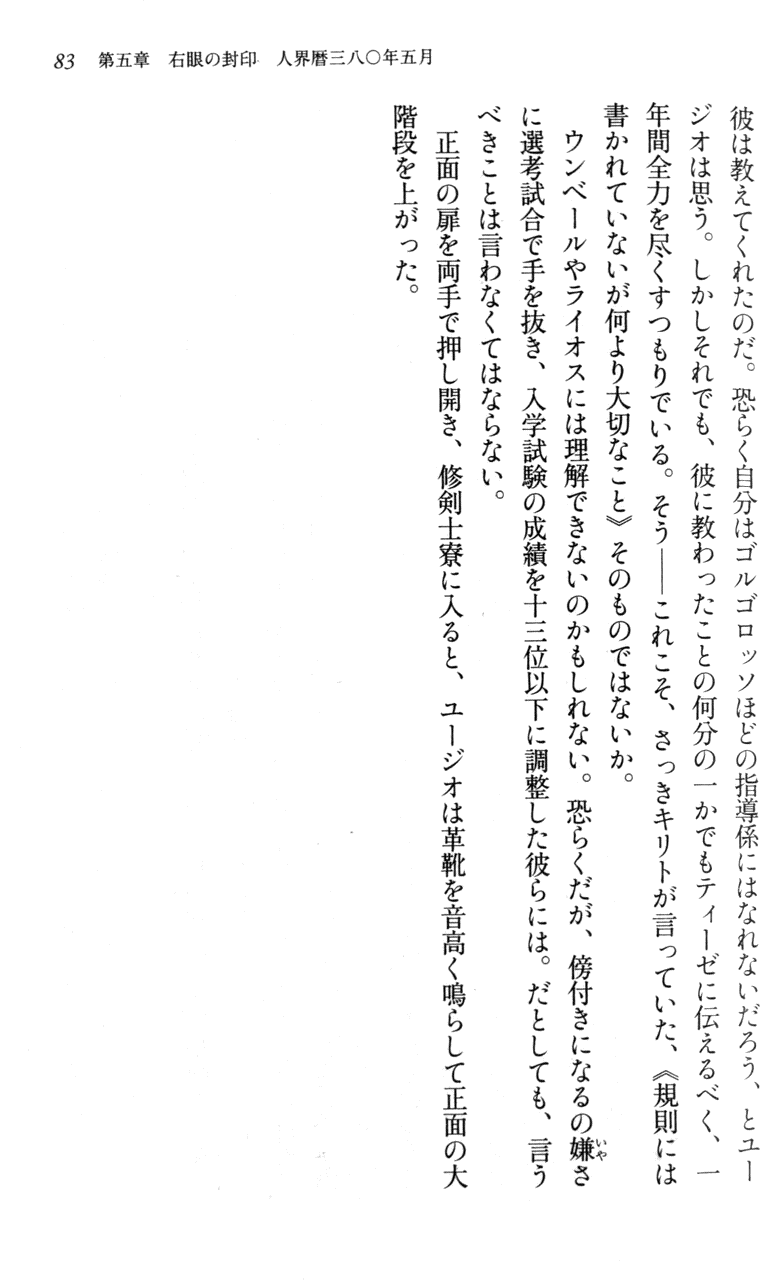 83 第五章 右眼の封印 人界暦三八〇年五月
彼は教えてくれたのだ。恐らく自分はゴルゴロッソほどの指導係にはなれないだろう、とユー
ジオは思う。しかしそれでも、彼に教わったことの何分の一かでもティーゼに伝えるべく、一
年間全力を尽くすつもりでいる。そう――これこそ、さっきキリトが言っていた、《規則には
書かれていないが何より大切なこと》そのものではないか。
　ウンベールやライオスには理解できないのかもしれない。恐らくだが、傍付きになるの嫌さ
いや
に選考試合で手を抜き、入学試験の成績を十三位以下に調整した彼らには。だとしても、言う
べきことは言わなくてはならない。
　正面の扉を両手で押し開き、修剣士寮に入ると、ユージオは革靴を音高く鳴らして正面の大
階段を上がった。